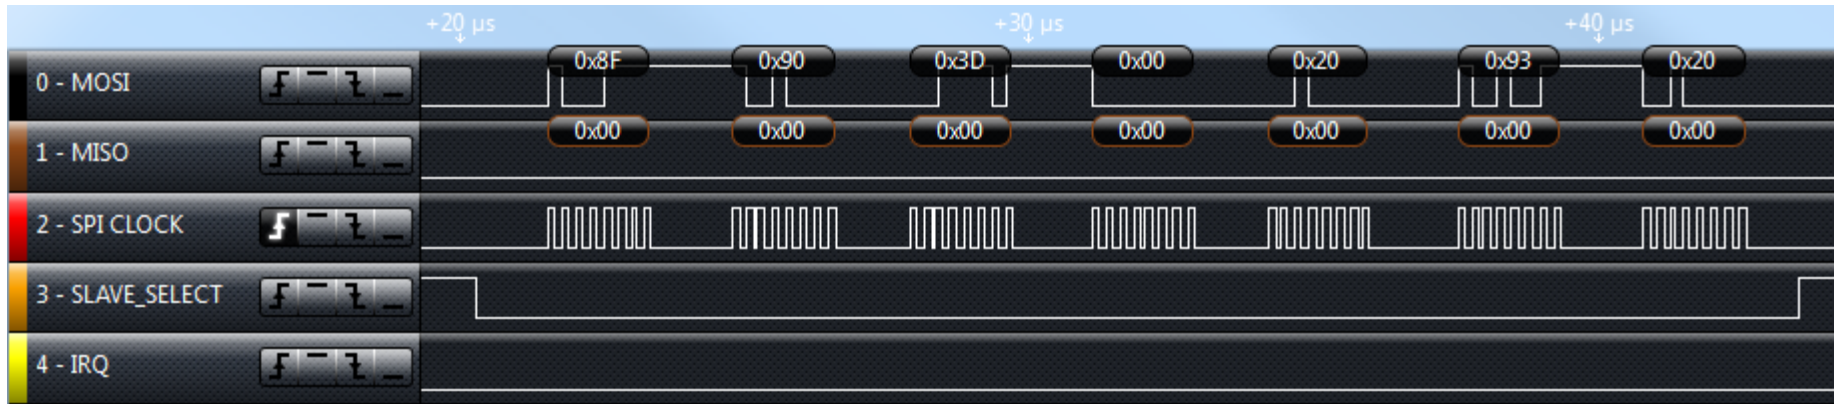 +20 µs +30 µs +40 µs
0 - MOSI 0x8F 0x90 0x3D 0x00 0x20 0x93 0x20
1 - MISO 0x00 0x00 0x00 0x00 0x00 0x00 0x00
2 - SPI CLOCK
3 - SLAVE_SELECT
4 - IRQ